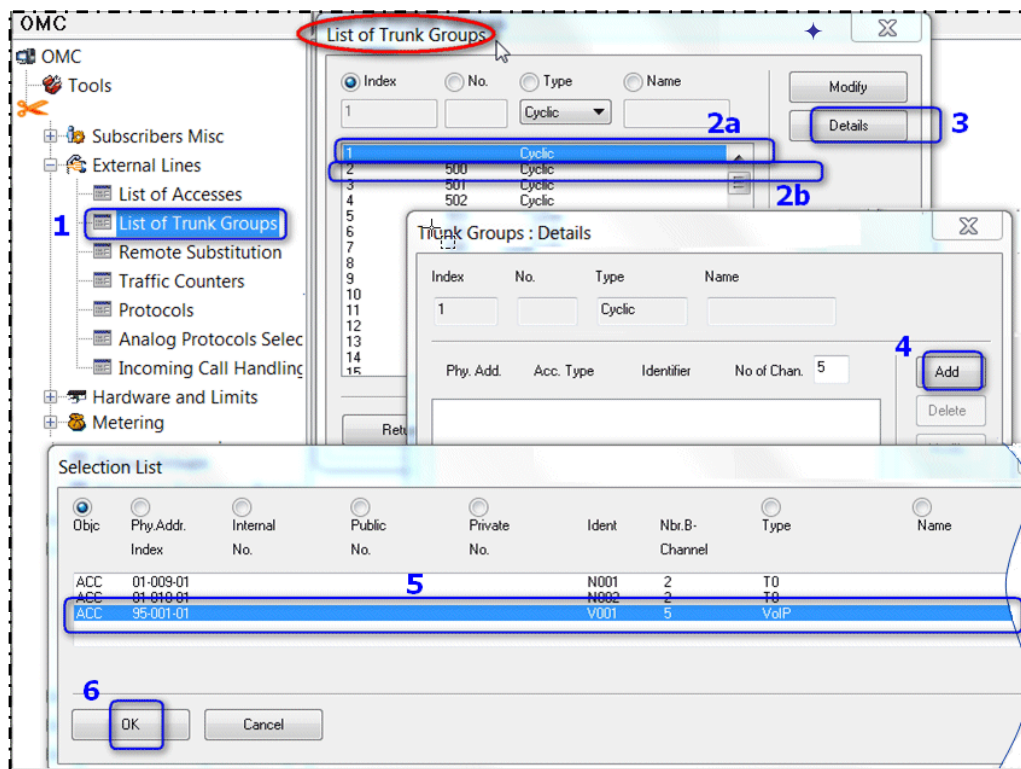 OMC
OMC
Tools
Subscribers Misc
External Lines
List of Accesses
1
List of Trunk Groups
Remote Substitution
Traffic Counters
Protocols
Analog Protocols Selec
Incoming Call Handling
Hardware and Limits
Metering
List of Trunk Groups
Index No. Type Name
1 Cyclic
Modify
Details
3
2a
1 Cyclic
2 500 Cyclic
3 501 Cyclic
4 502 Cyclic
5
6
7
8
9
10
11
12
13
14
15
2b
Retu
Trunk Groups : Details
Index No. Type Name
1 Cyclic
4
Phy. Add. Acc. Type Identifier No of Chan. 5
Add
Delete
Selection List
Objc Phy.Addr. Internal Public Private Ident Nbr.B- Type Name
Index No. No. No. Channel
5
ACC 01-009-01 N001 2 T0
ACC 01-010-01 N002 2 T0
ACC 95-001-01 V001 5 VoIP
6
OK Cancel